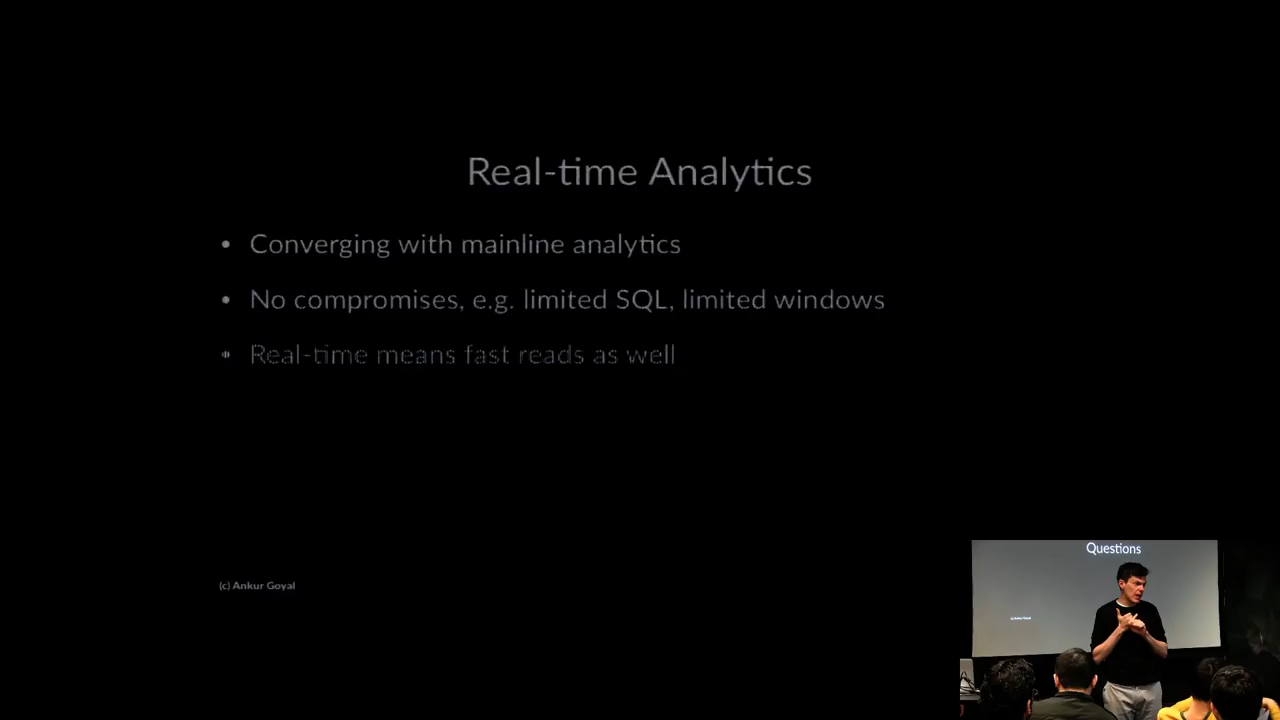 Real-time Analytics
• Converging with mainline analytics
• No compromises, e.g. limited SQL, limited windows
• Real-time means fast reads as well
(c) Ankur Goyal
Questions